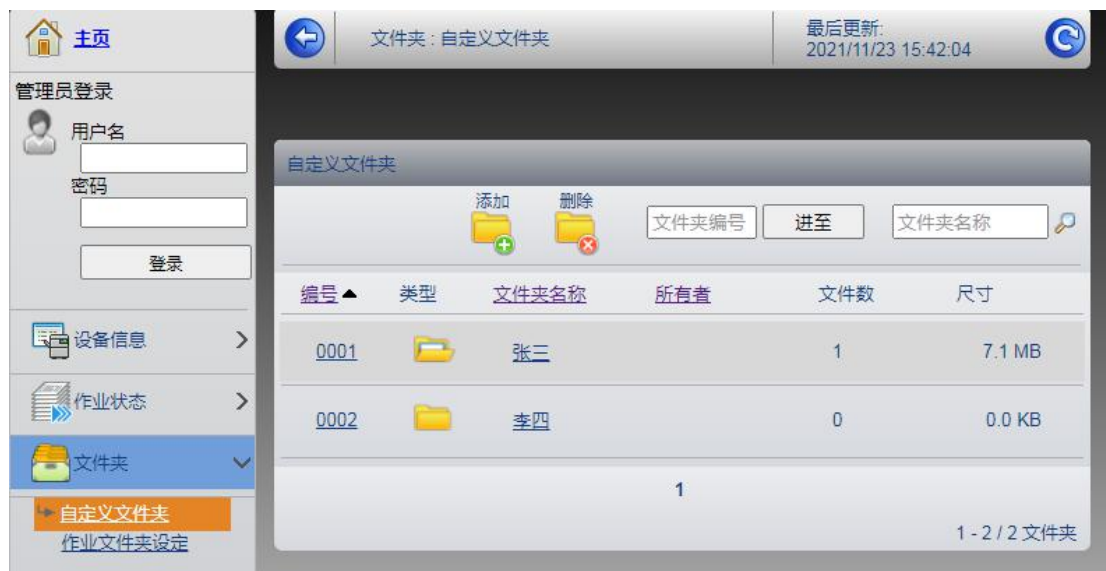 主页
管理员登录
用户名
密码
登录
设备信息
作业状态
文件夹
自定义文件夹
作业文件夹设定
文件夹 : 自定义文件夹
最后更新:
2021/11/23 15:42:04
自定义文件夹
添加 删除
文件夹编号 进至 文件夹名称
编号▲ 类型 文件夹名称 所有者 文件数 尺寸
0001 张三 1 7.1 MB
0002 李四 0 0.0 KB
1
1 - 2 / 2 文件夹